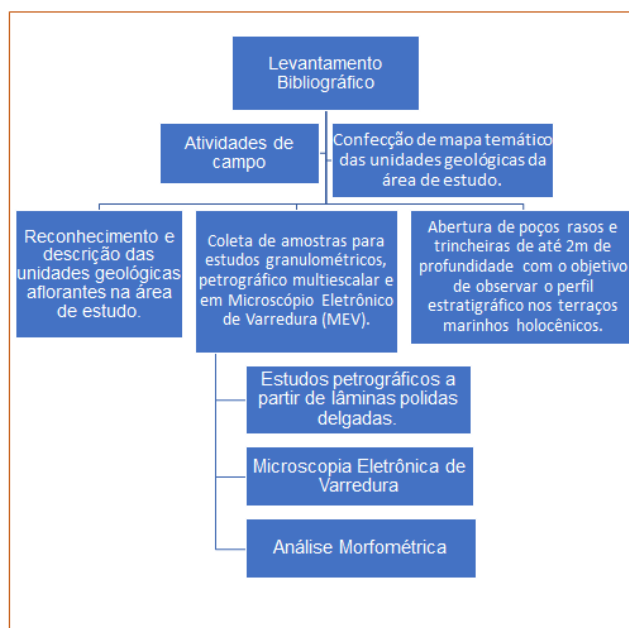 Levantamento
Bibliográfico
Atividades de
campo
Confecção de mapa temático
das unidades geológicas da
área de estudo.
Reconhecimento e
descrição das
unidades geológicas
aflorantes na área
de estudo.
Coleta de amostras para
estudos granulométricos,
petrográfico multiescalar e
em Microscópio Eletrônico
de Varredura (MEV).
Abertura de poços rasos e
trincheiras de até 2m de
profundidade com o objetivo
de observar o perfil
estratigráfico nos terraços
marinhos holocênicos.
Estudos petrográficos a
partir de lâminas polidas
delgadas.
Microscopia Eletrônica de
Varredura
Análise Morfométrica